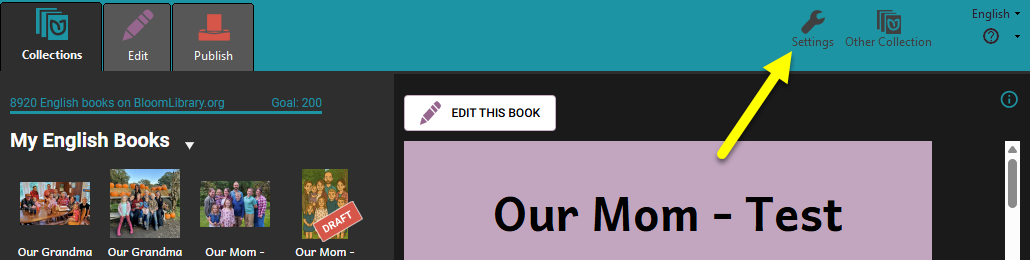 Collections
Edit
Publish
Settings
Other Collection
English
8920 English books on BloomLibrary.org
Goal: 200
EDIT THIS BOOK
My English Books
Our Mom - Test
DRAFT
Our Grandma
Our Grandma
Our Mom -
Our Mom -